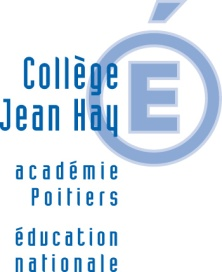 Collège
Jean Hay
É
académie
Poitiers
éducation
nationale